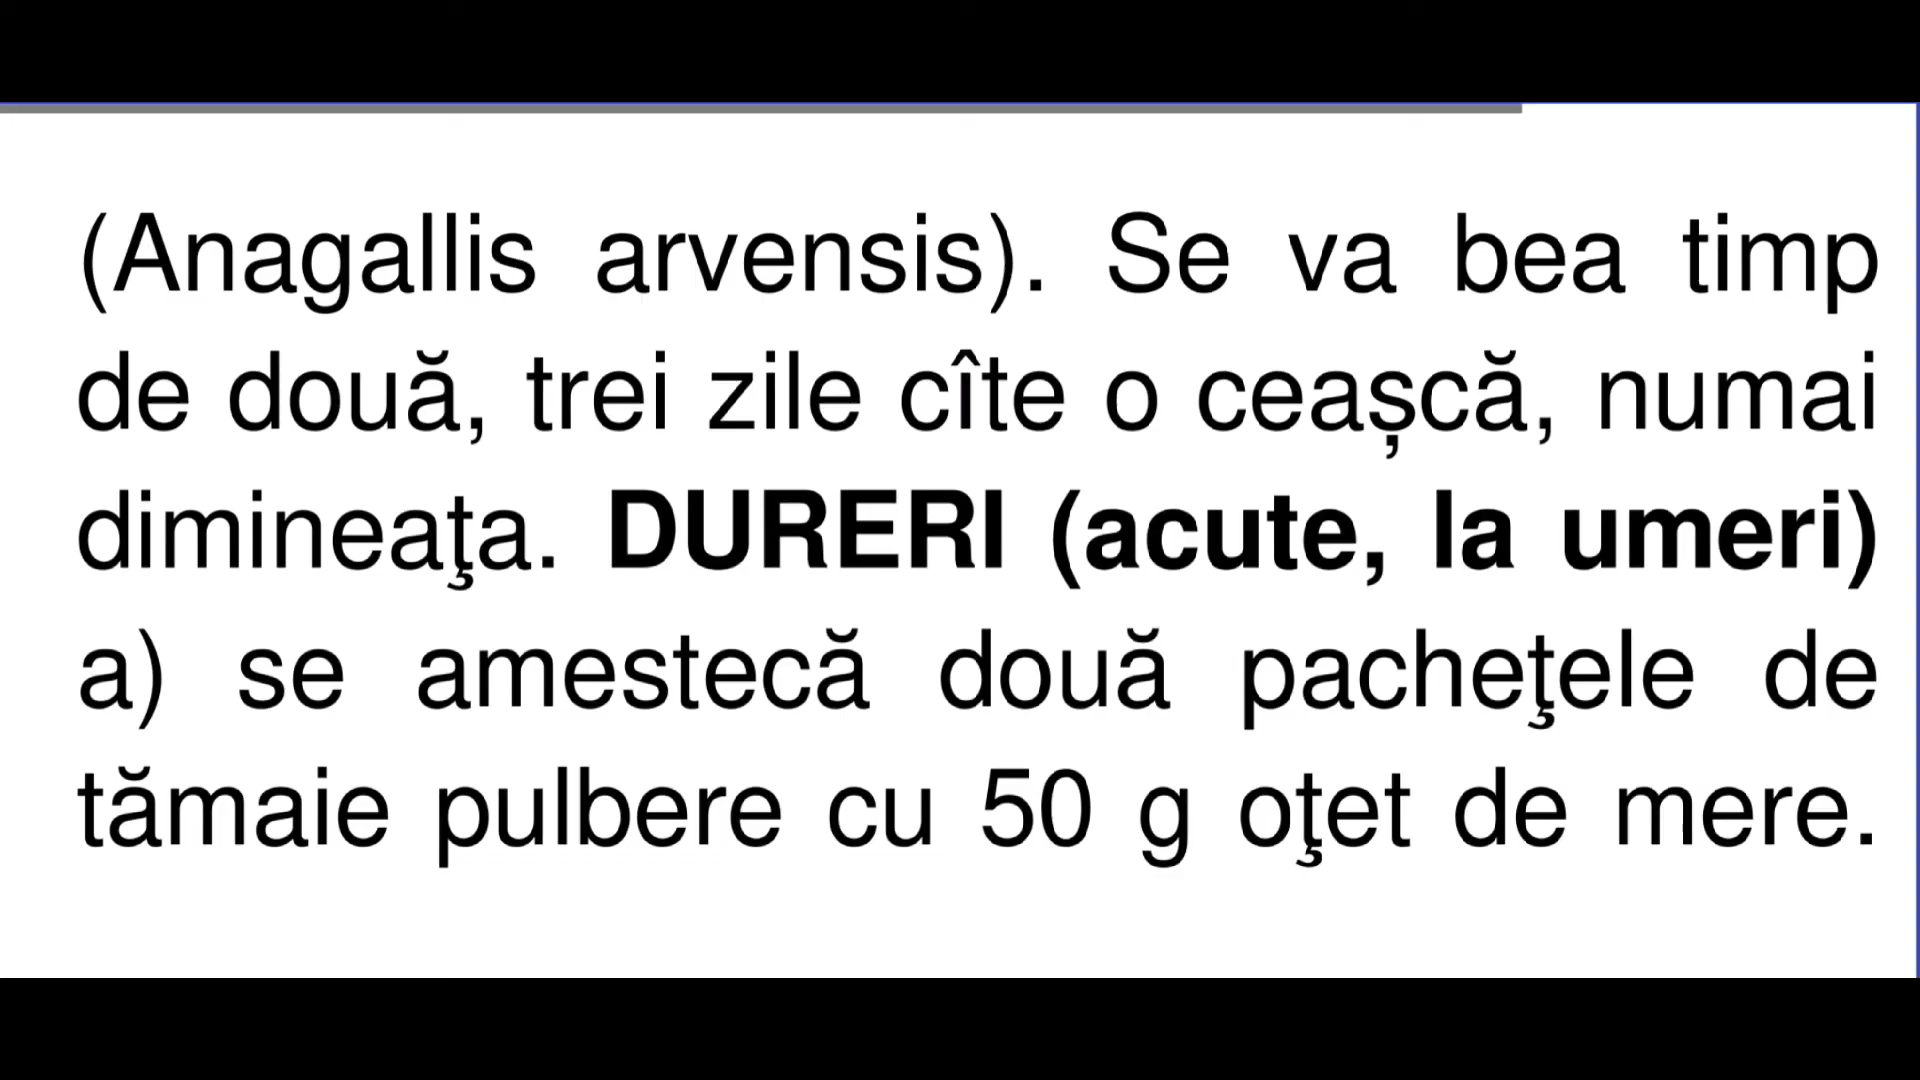 (Anagallis arvensis). Se va bea timp
de două, trei zile cîte o ceașcă, numai
dimineaţa. DURERI (acute, la umeri)
a) se amestecă două pacheţele de
tămaie pulbere cu 50 g oţet de mere.